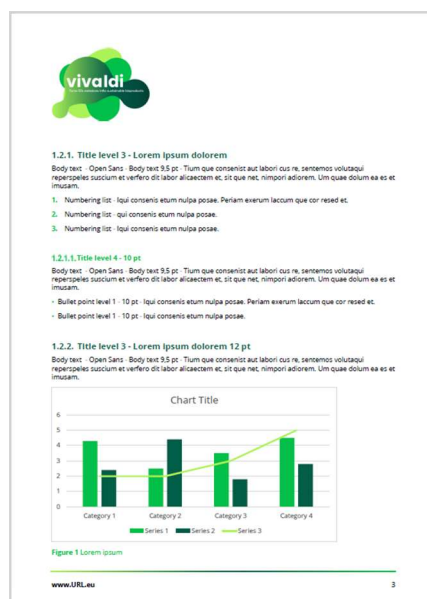 vivaldi
1.2.1. Title level 3 - Lorem ipsum dolorem
Body text - Open Sans - Body text 9,5 pt - Tium que consenist aut labori cus re, sentemos volutaqui
reperspeles suscium et verfero dit labor alicaectem et, sit que net, nimpori adiorem. Um quae dolum ea es et
imusam.
1. Numbering list - Iqui consenis etum nulpa posae. Periam exerum laccum que cor resed et.
2. Numbering list - qui consenis etum nulpa posae.
3. Numbering list - Iqui consenis etum nulpa posae.
1.2.1.1. Title level 4 - 10 pt
Body text - Open Sans - Body text 9,5 pt - Tium que consenist aut labori cus re, sentemos volutaqui
reperspeles suscium et verfero dit labor alicaectem et, sit que net, nimpori adiorem. Um quae dolum ea es et
imusam.
• Bullet point level 1 - 10 pt - Iqui consenis etum nulpa posae. Periam exerum laccum que cor resed et.
• Bullet point level 1 - 10 pt - Iqui consenis etum nulpa posae.
1.2.2. Title level 3 - Lorem ipsum dolorem 12 pt
Body text - Open Sans - Body text 9,5 pt - Tium que consenist aut labori cus re, sentemos volutaqui
reperspeles suscium et verfero dit labor alicaectem et, sit que net, nimpori adiorem. Um quae dolum ea es et
imusam.
Chart Title
6
5
4
3
2
1
0
Category 1 Category 2 Category 3 Category 4
Series 1 Series 2 Series 3
Figure 1 Lorem ipsum
www.URL.eu 3